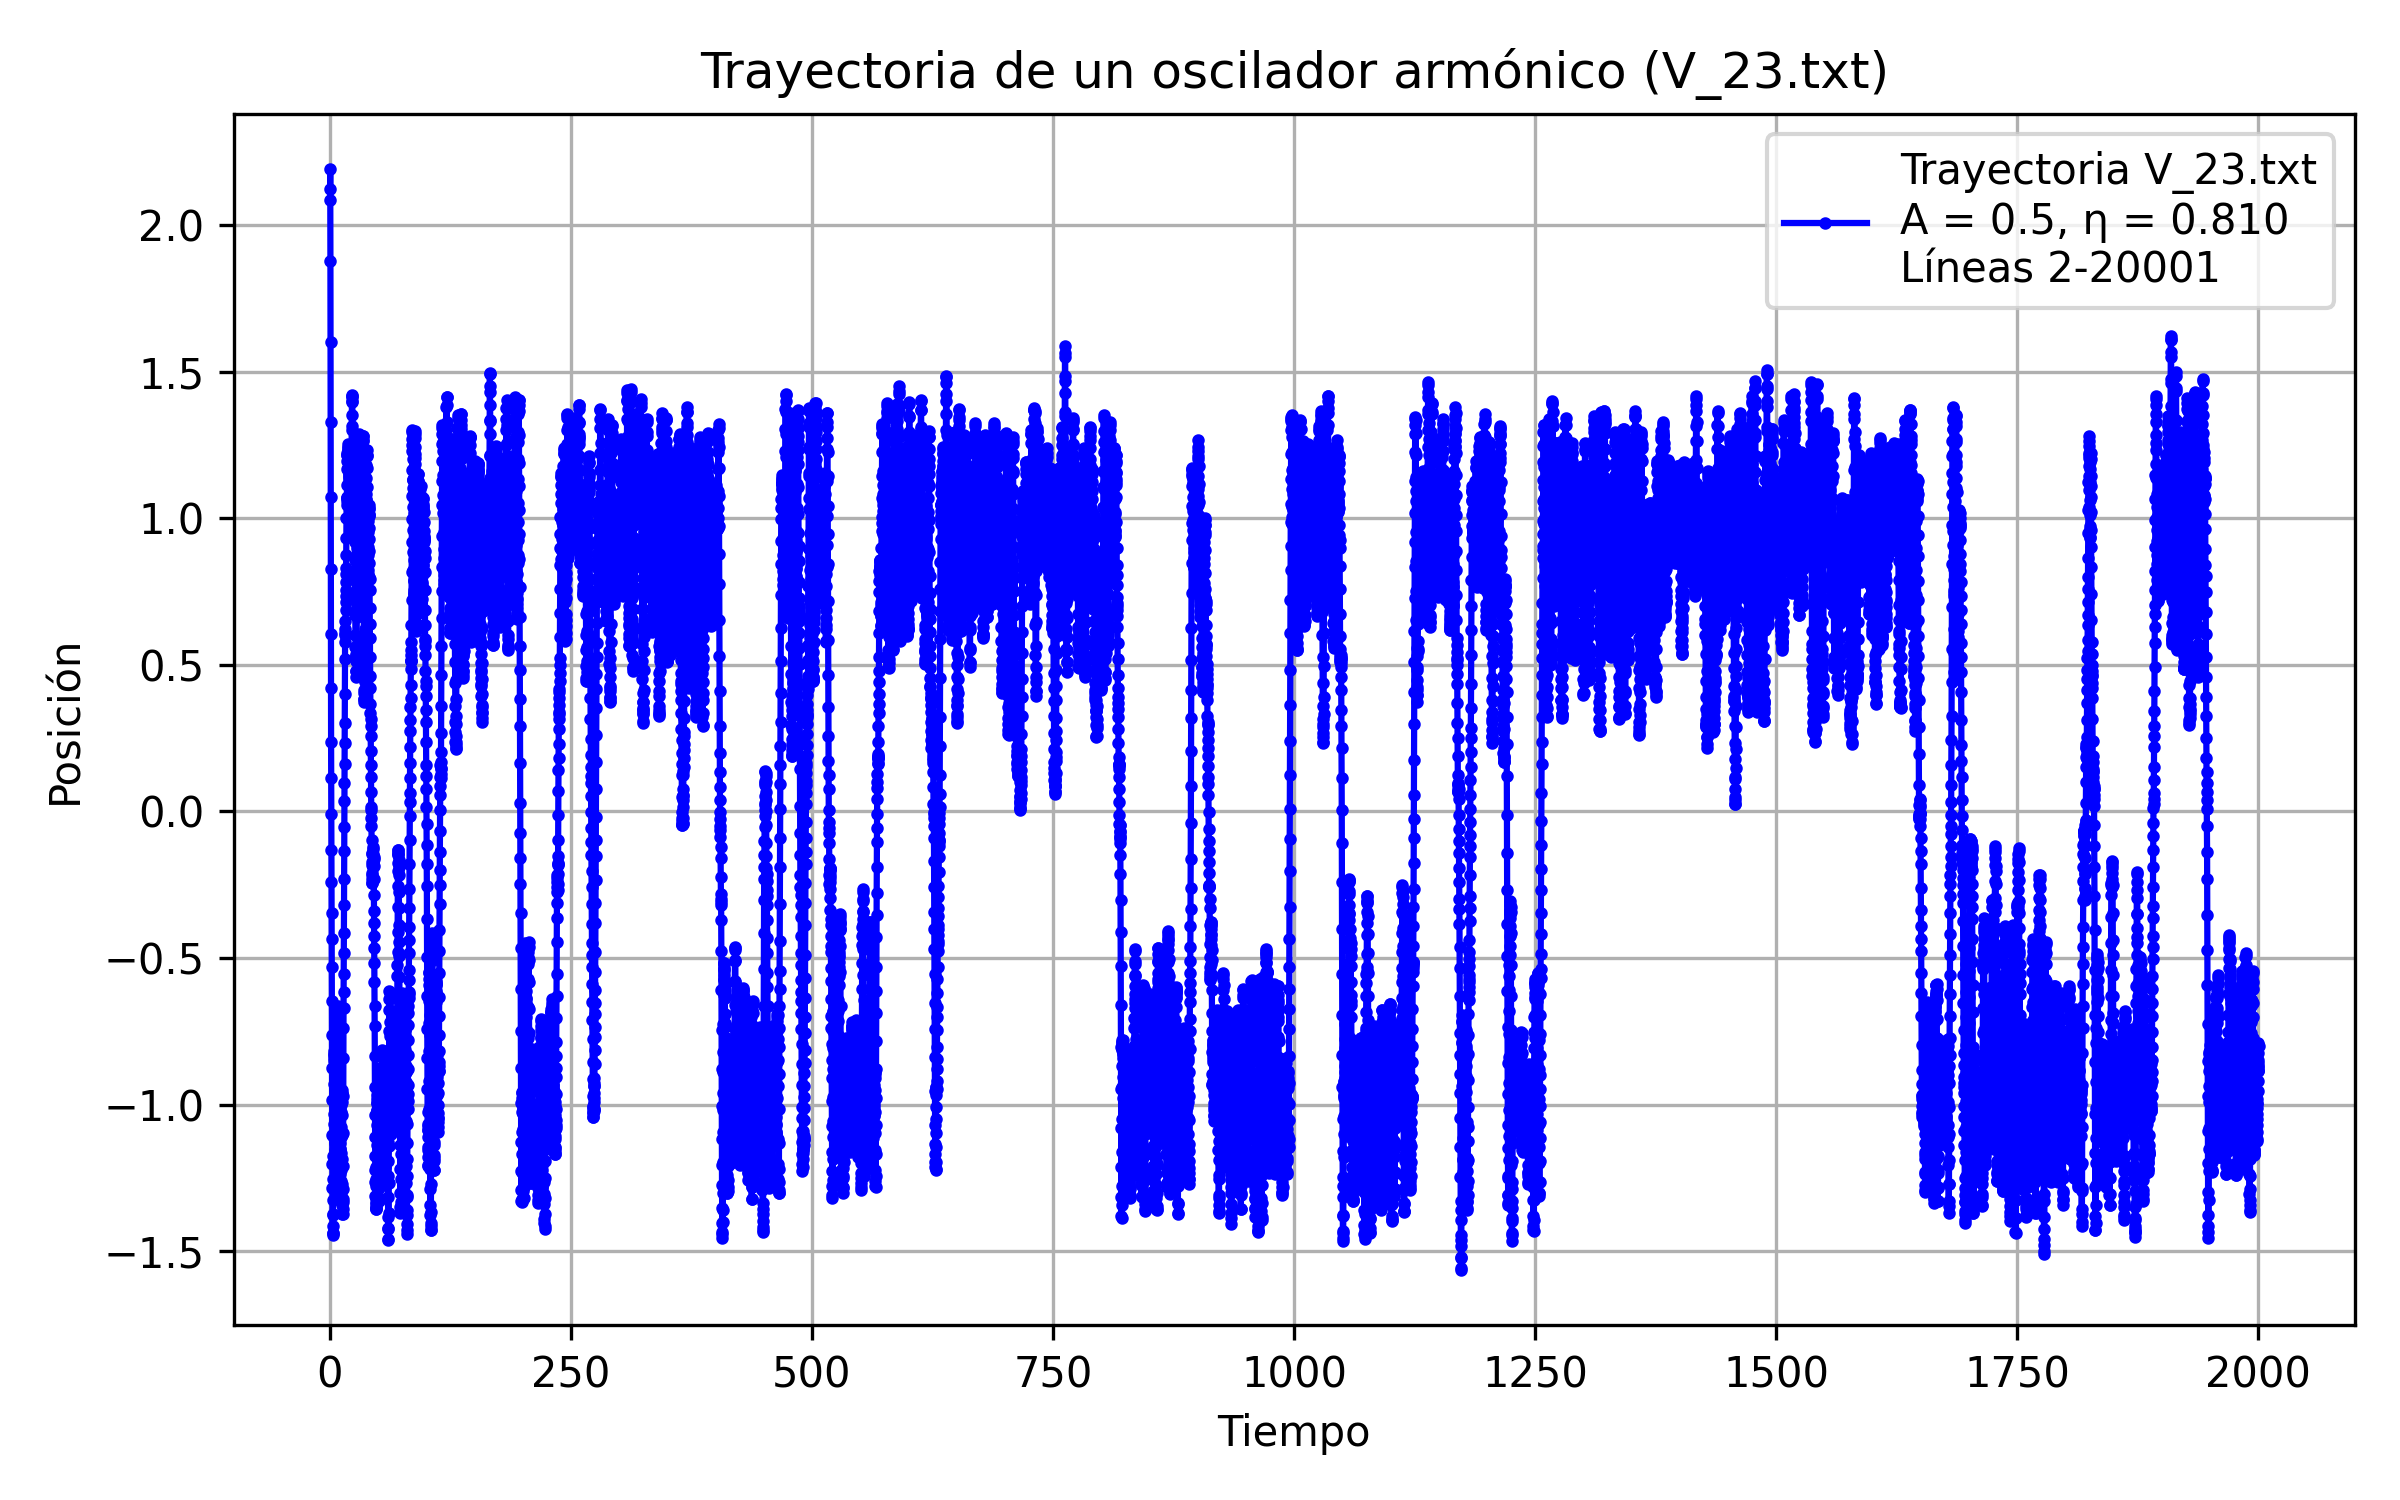 Trayectoria de un oscilador armónico (V_23.txt)
Trayectoria V_23.txt
A = 0.5, η = 0.810
Líneas 2-20001
Posición
2.0
1.5
1.0
0.5
0.0
−0.5
−1.0
−1.5
0 250 500 750 1000 1250 1500 1750 2000
Tiempo